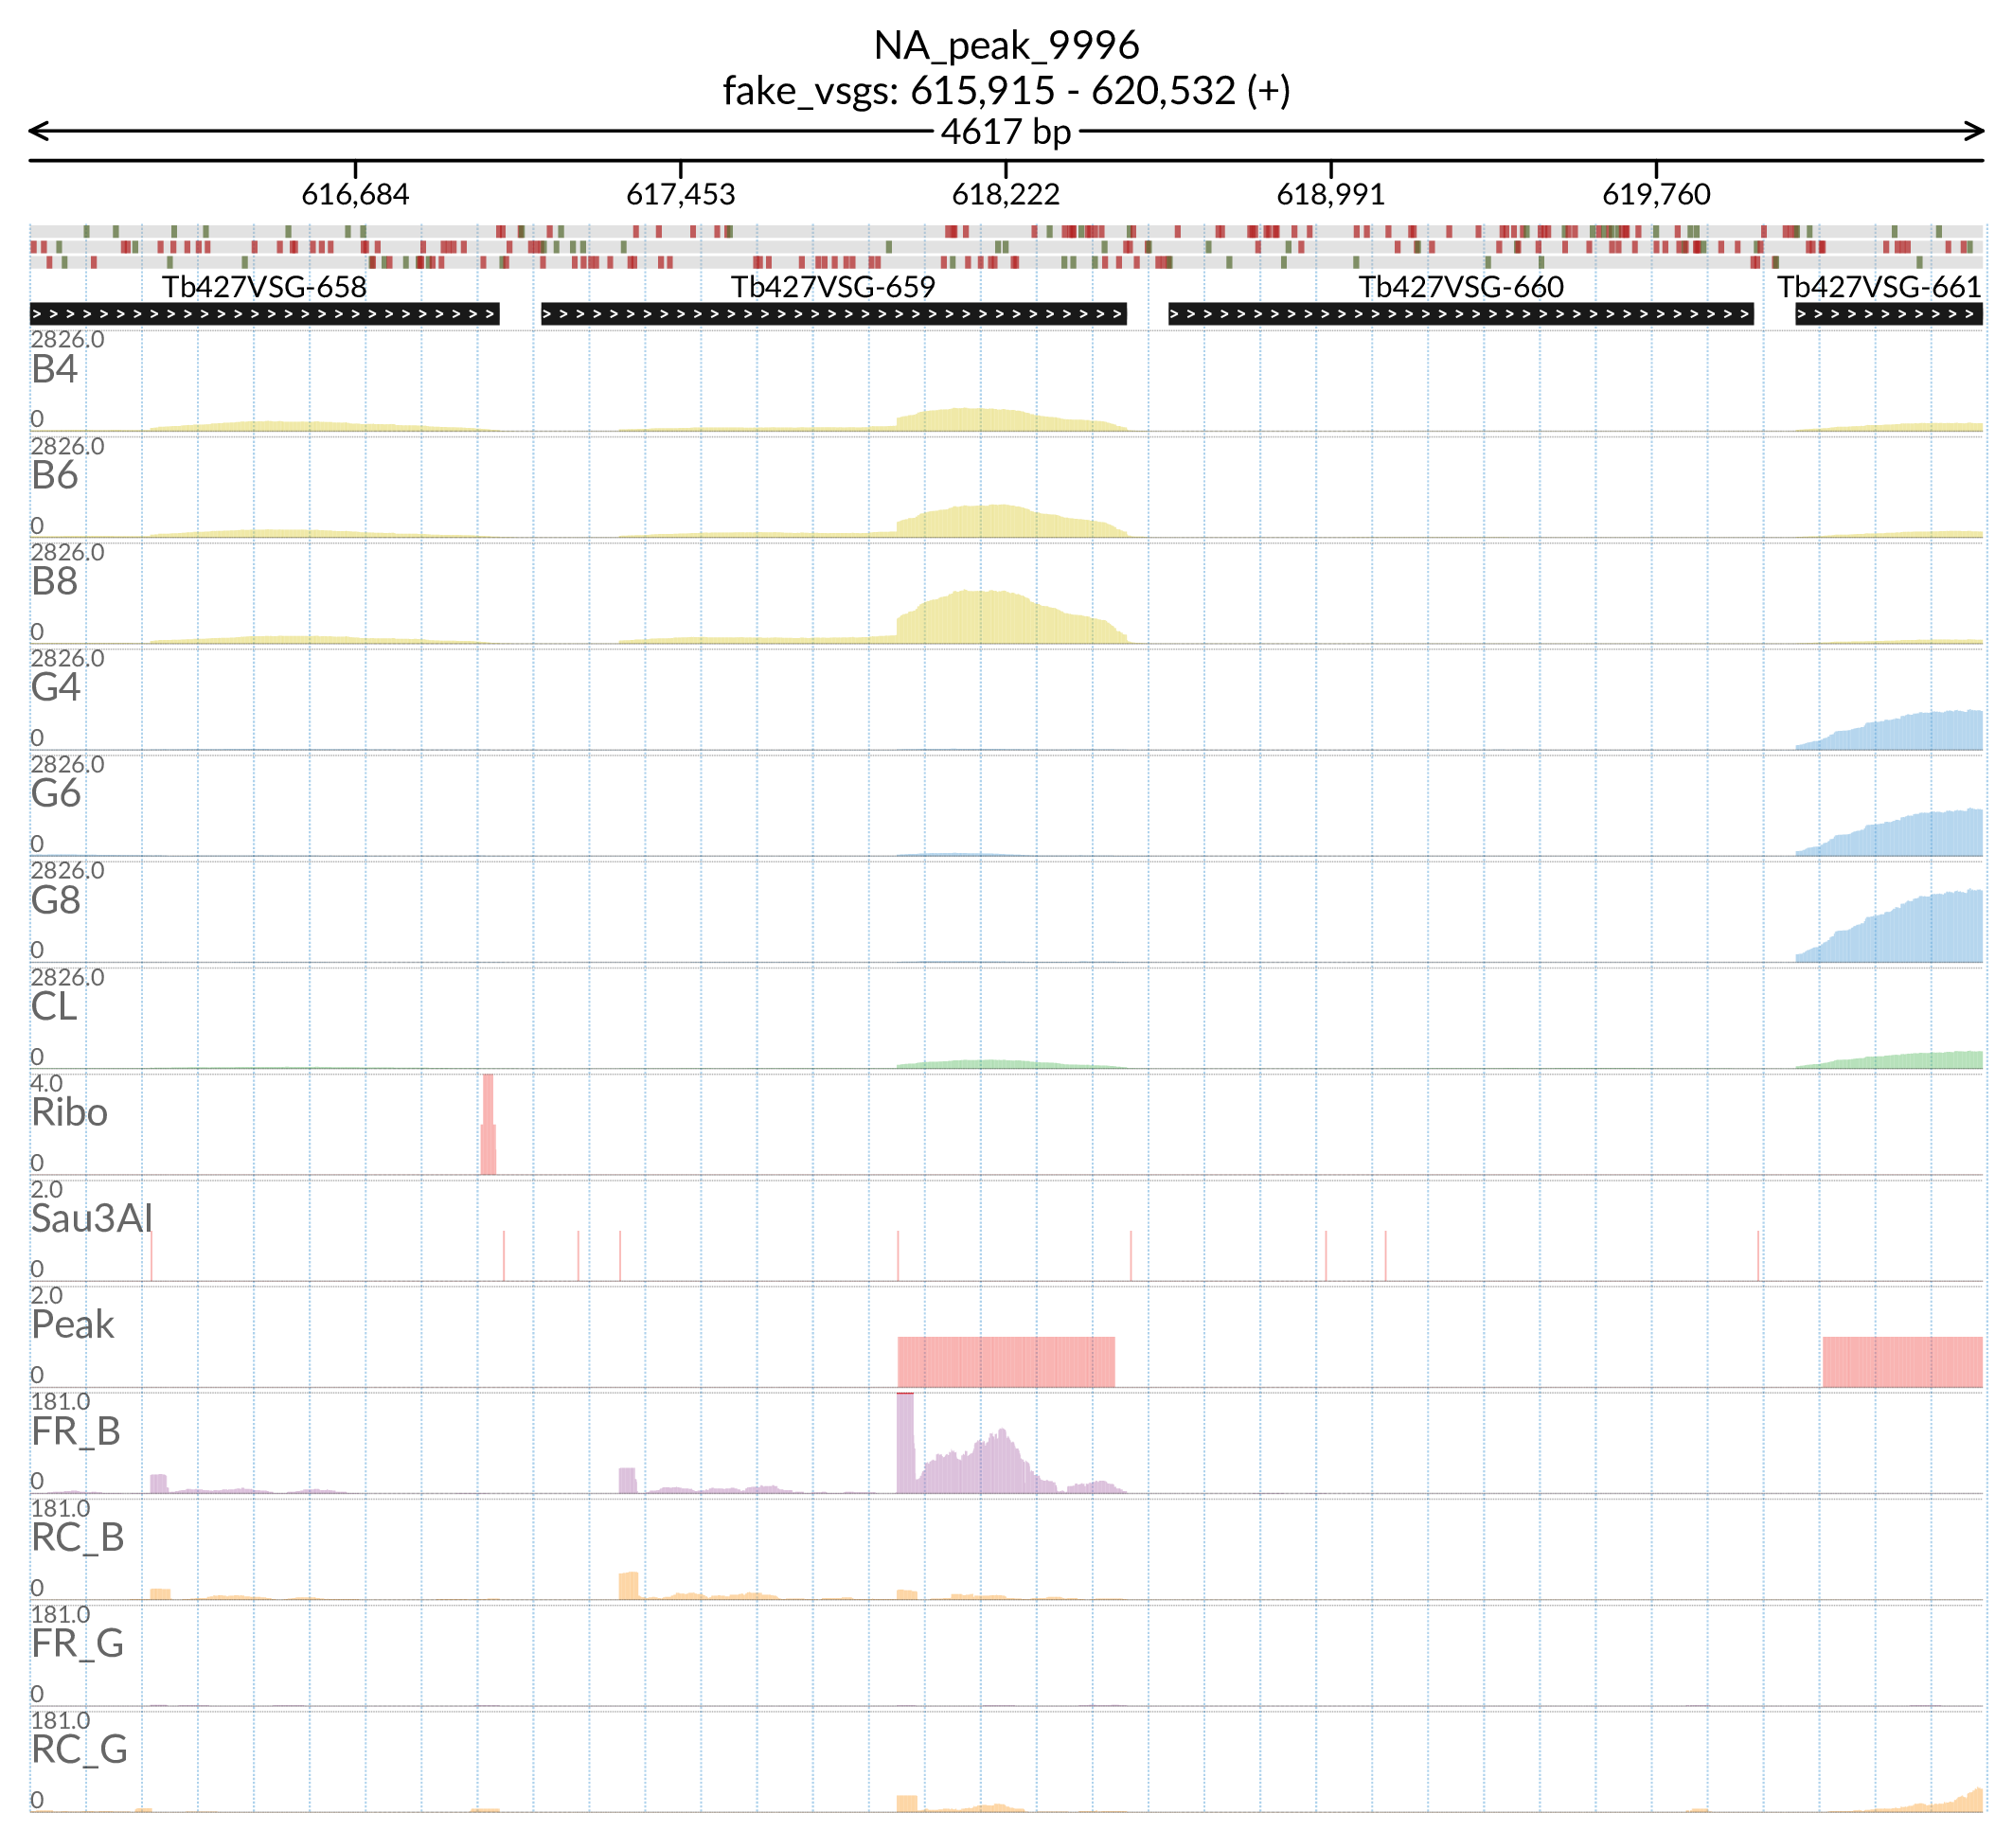 NA_peak_9996
fake_vsgs: 615,915 - 620,532 (+)
4617 bp
616,684 617,453 618,222 618,991 619,760
Tb427VSG-658 Tb427VSG-659 Tb427VSG-660 Tb427VSG-661
2826.0
B4
0
2826.0
B6
0
2826.0
B8
0
2826.0
G4
0
2826.0
G6
0
2826.0
G8
0
2826.0
CL
0
4.0
Ribo
0
2.0
Sau3AI
0
2.0
Peak
0
181.0
FR_B
0
181.0
RC_B
0
181.0
FR_G
0
181.0
RC_G
0